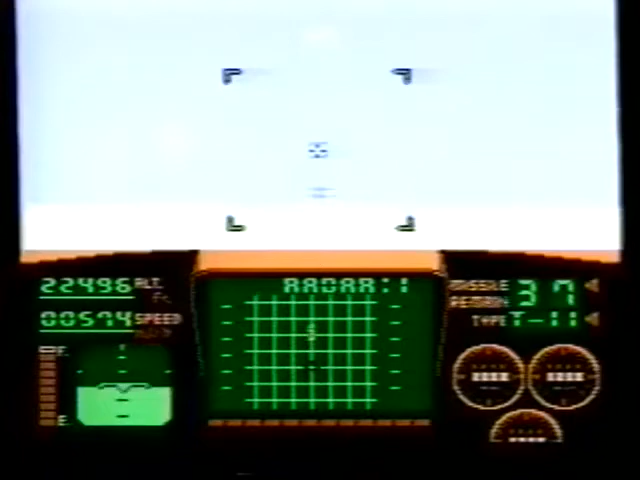 RADAR:1
22496 ALT.
Ft
00574 SPEED
MISSILE
REMAIN 37
TYPE T-11
E